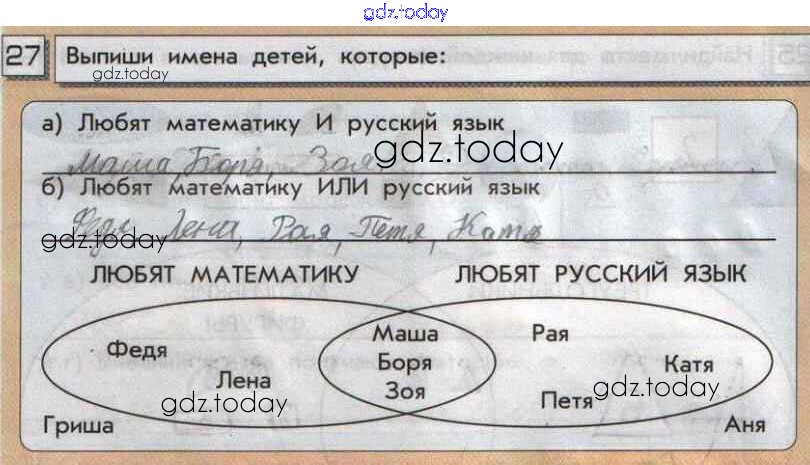 gdz.today
27 Выпиши имена детей, которые:
gdz.today
а) Любят математику И русский язык
Маша, Боря, Зоя gdz.today
б) Любят математику ИЛИ русский язык
Федя, Лена, Рая, Петя, Катя
gdz.today
ЛЮБЯТ МАТЕМАТИКУ ЛЮБЯТ РУССКИЙ ЯЗЫК
Федя Маша Рая
Лена Боря Катя
gdz.today Зоя Петя gdz.today
Гриша Аня